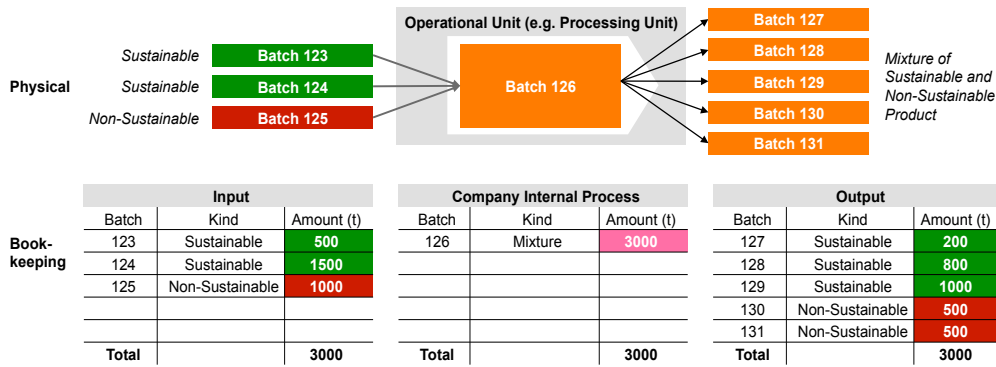 Operational Unit (e.g. Processing Unit)
Physical
Sustainable
Batch 123
Sustainable
Batch 124
Non-Sustainable
Batch 125
Batch 126
Batch 127
Batch 128
Batch 129
Batch 130
Batch 131
Mixture of
Sustainable and
Non-Sustainable
Product
Book-
keeping
Input
Batch Kind Amount (t)
123 Sustainable 500
124 Sustainable 1500
125 Non-Sustainable 1000
Total 3000
Company Internal Process
Batch Kind Amount (t)
126 Mixture 3000
Total 3000
Output
Batch Kind Amount (t)
127 Sustainable 200
128 Sustainable 800
129 Sustainable 1000
130 Non-Sustainable 500
131 Non-Sustainable 500
Total 3000